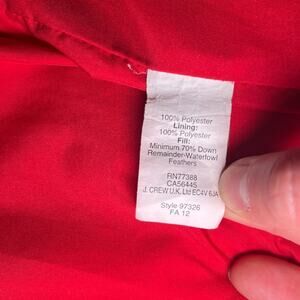 100% Polyester
Lining:
100% Polyester
Fill:
Minimum 70% Down
Remainder-Waterfowl
Feathers
RN77388
CA56445
J. CREW U.K. Ltd EC4V 6JA
Style 97326
FA 12